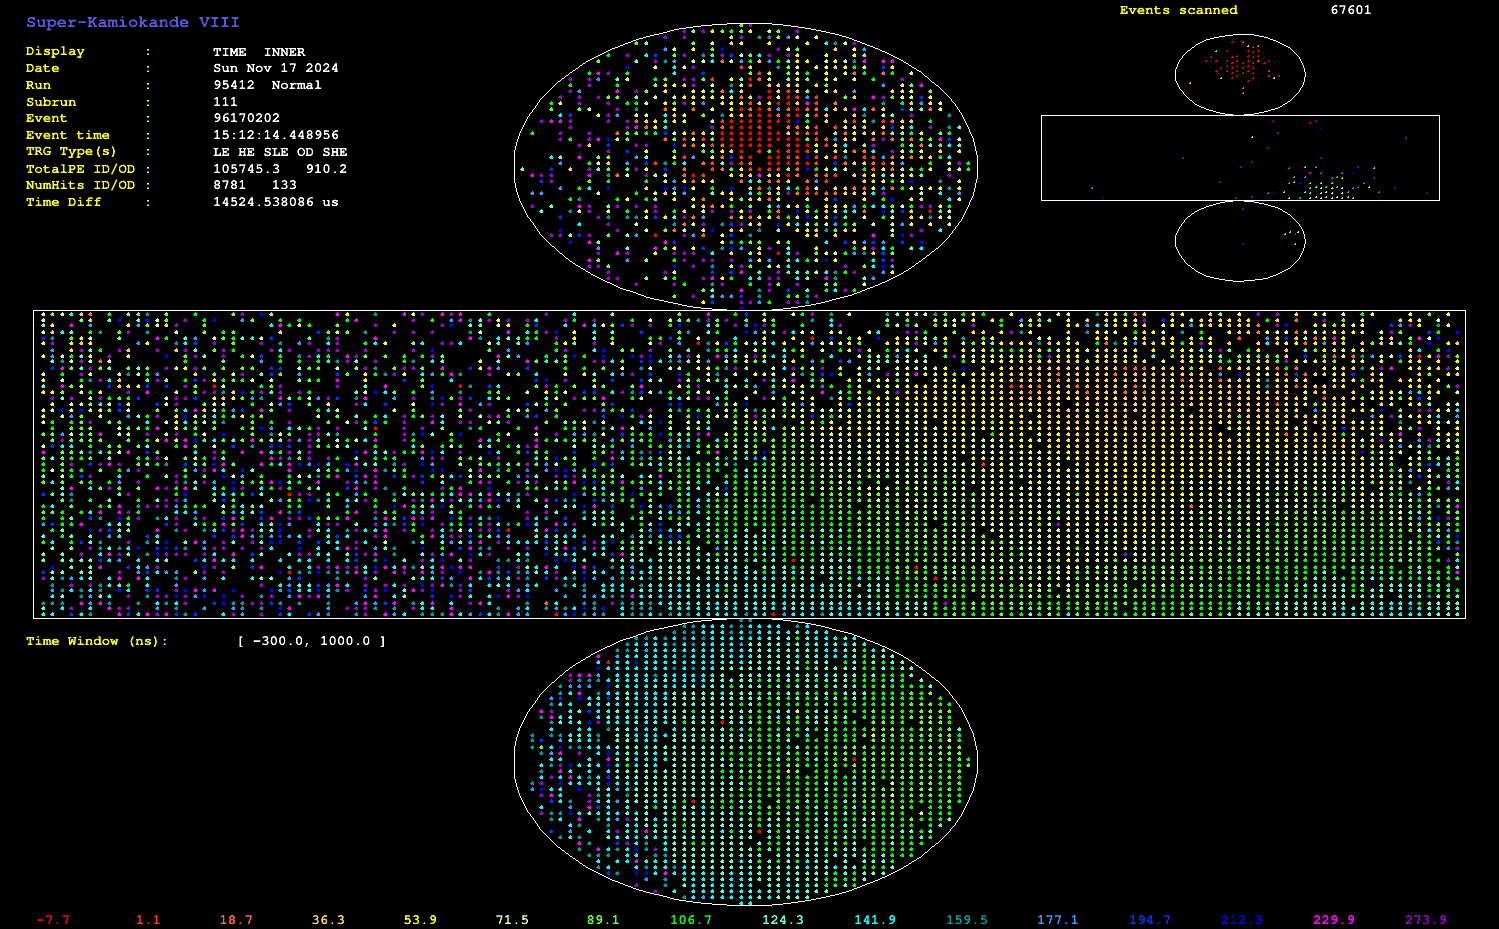 Super-Kamiokande VIII
Events scanned 67601
Display : TIME INNER
Date : Sun Nov 17 2024
Run : 95412 Normal
Subrun : 111
Event : 96170202
Event time : 15:12:14.448956
TRG Type(s) : LE HE SLE OD SHE
TotalPE ID/OD : 105745.3 910.2
NumHits ID/OD : 8781 133
Time Diff : 14524.538086 us
Time Window (ns): [ -300.0, 1000.0 ]
-7.7 1.1 18.7 36.3 53.9 71.5 89.1 106.7 124.3 141.9 159.5 177.1 194.7 212.3 229.9 273.9